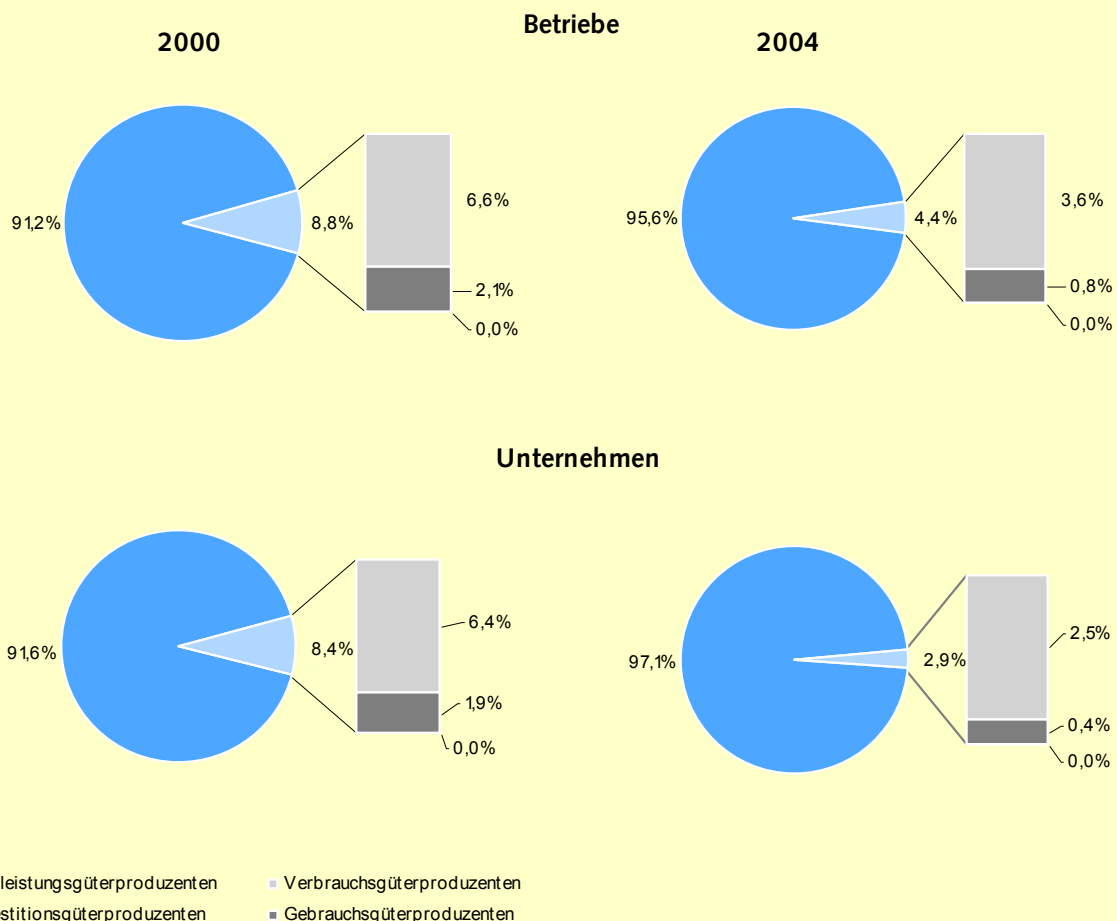 Betriebe
2000 2004
91,2% 8,8% 6,6% 2,1% 0,0%
95,6% 4,4% 3,6% 0,8% 0,0%
Unternehmen
91,6% 8,4% 6,4% 1,9% 0,0%
97,1% 2,9% 2,5% 0,4% 0,0%
leistungsgüterproduzenten Verbrauchsgüterproduzenten
estitionsgüterproduzenten Gebrauchsgüterproduzenten